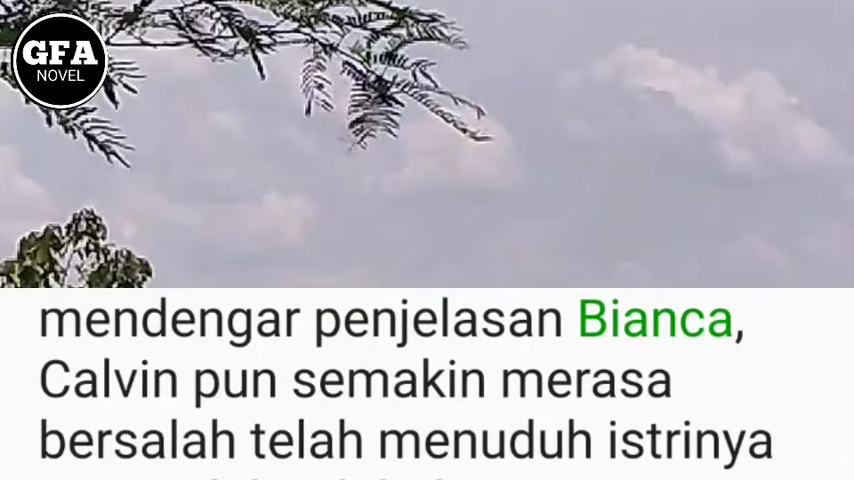 GFA
NOVEL
mendengar penjelasan Bianca,
Calvin pun semakin merasa
bersalah telah menuduh istrinya